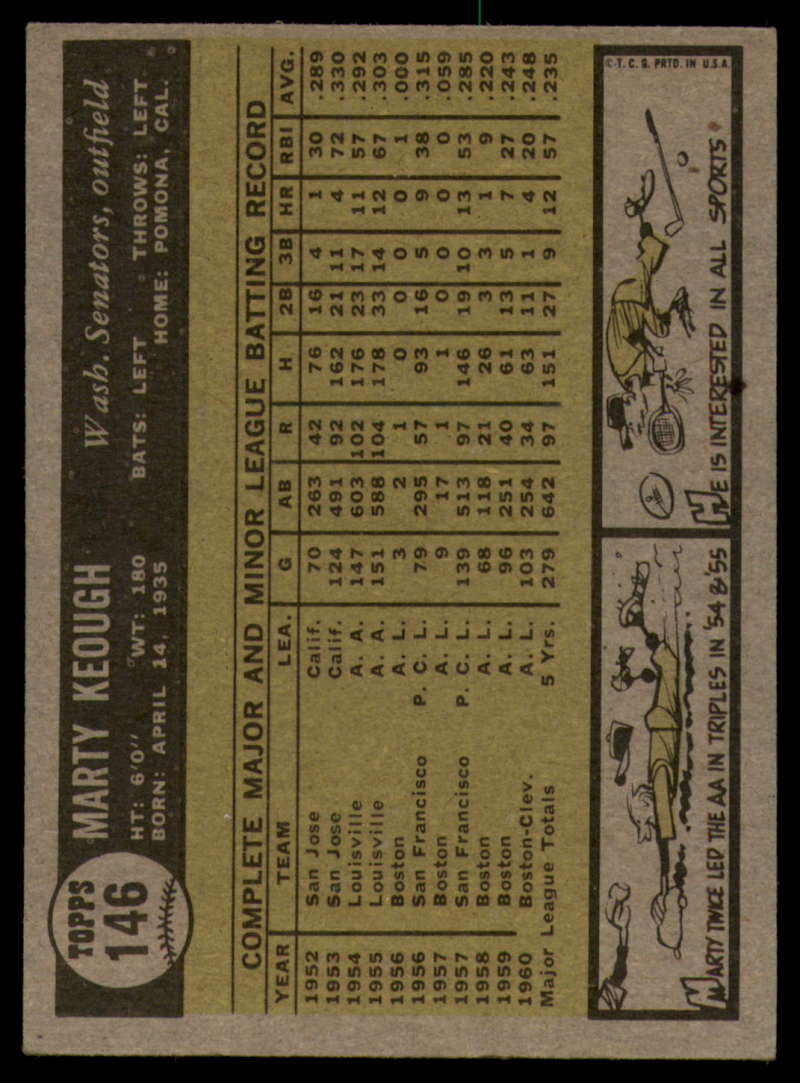 TOPPS
146
MARTY KEOUGH Wash. Senators, outfield
HT: 6'0" WT: 180 BATS: LEFT THROWS: LEFT
BORN: APRIL 14, 1935 HOME: POMONA, CAL.
COMPLETE MAJOR AND MINOR LEAGUE BATTING RECORD
YEAR TEAM LEA. G AB R H 2B 3B HR RBI AVG.
1952 San Jose Calif. 70 263 42 76 16 4 1 30 .289
1953 San Jose Calif. 124 491 92 162 21 11 4 72 .330
1954 Louisville A. A. 147 603 102 176 23 17 11 57 .292
1955 Louisville A. A. 151 588 104 178 33 14 12 67 .303
1956 Boston A. L. 3 2 1 0 0 0 0 1 .000
1956 San Francisco P. C. L. 79 295 57 93 16 5 9 38 .315
1957 Boston A. L. 9 17 1 1 0 0 0 0 .059
1957 San Francisco P. C. L. 139 513 97 146 19 10 13 53 .285
1958 Boston A. L. 68 118 21 26 3 3 1 9 .220
1959 Boston A. L. 96 251 40 61 13 5 7 27 .243
1960 Boston-Clev. A. L. 103 254 34 63 11 1 4 20 .248
Major League Totals 5 Yrs. 279 642 97 151 27 9 12 57 .235
MARTY TWICE LED THE AA IN TRIPLES IN '54 & '55
HE IS INTERESTED IN ALL SPORTS
© T. C. G. PRTD. IN U.S.A.